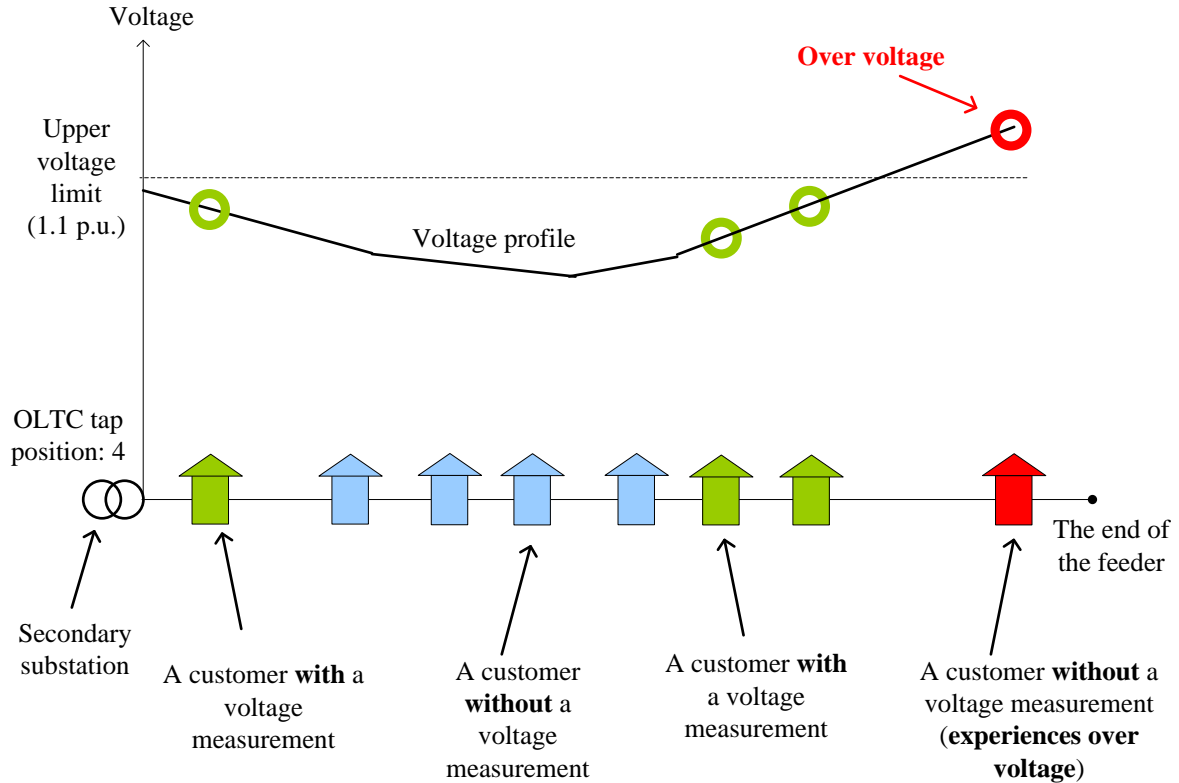 Voltage
Over voltage
Upper
voltage
limit
(1.1 p.u.)
Voltage profile
OLTC tap
position: 4
The end of
the feeder
Secondary
substation
A customer with a
voltage
measurement
A customer
without a
voltage
measurement
A customer with
a voltage
measurement
A customer without a
voltage measurement
(experiences over
voltage)